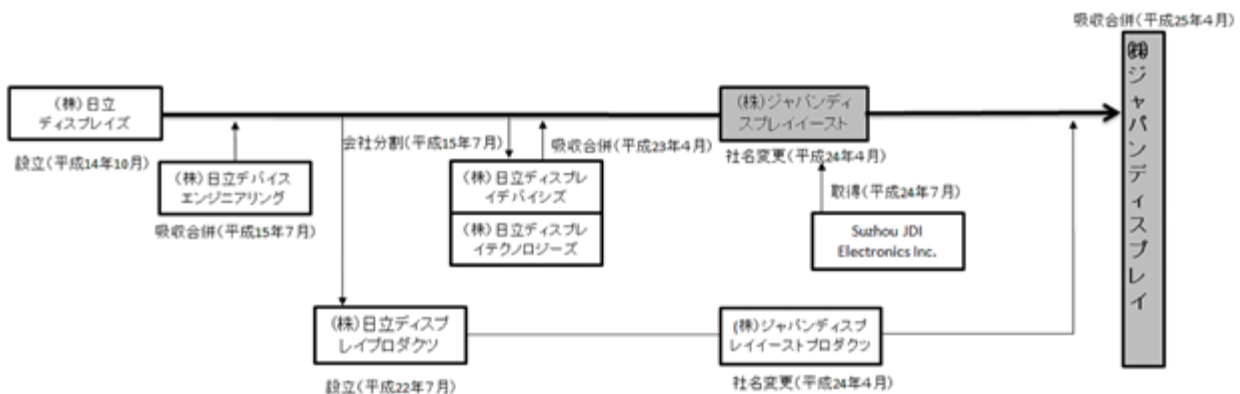 吸収合併(平成25年4月)
㈱ジャパンディスプレイ
(株)日立
ディスプレイズ
設立(平成14年10月)
(株)日立デバイス
エンジニアリング
吸収合併(平成15年7月)
会社分割(平成15年7月)
吸収合併(平成23年4月)
(株)日立ディスプレ
イデバイシズ
(株)日立ディスプレ
イテクノロジーズ
(株)ジャパンディ
スプレイイースト
社名変更(平成24年4月)
取得(平成24年7月)
Suzhou JDI
Electronics Inc.
(株)日立ディスプ
レイプロダクツ
設立(平成22年7月)
(株)ジャパンディスプ
レイイーストプロダクツ
社名変更(平成24年4月)